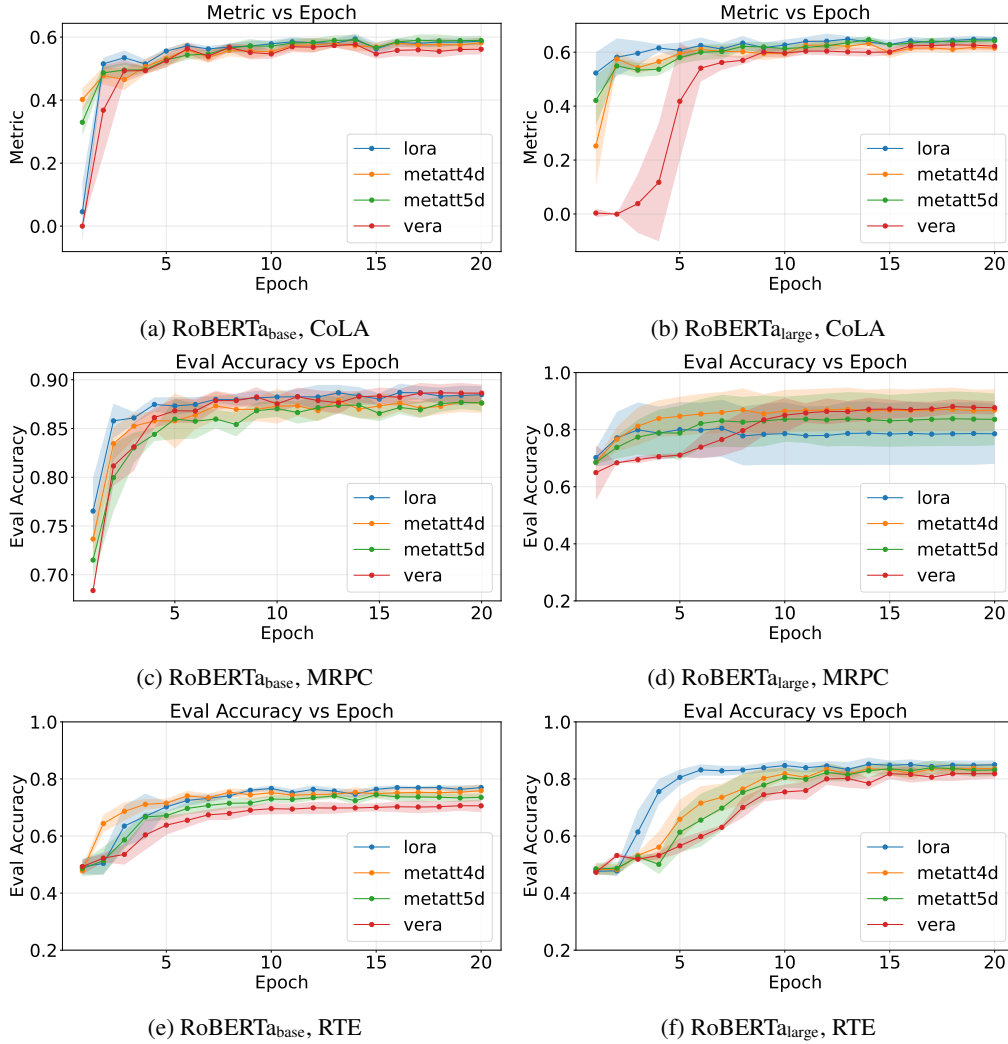 Metric vs Epoch
Metric
0.6
0.4
0.2
0.0
lora
metatt4d
metatt5d
vera
5 10 15 20
Epoch
(a) RoBERTa_base, CoLA
Metric vs Epoch
Metric
0.6
0.4
0.2
0.0
lora
metatt4d
metatt5d
vera
5 10 15 20
Epoch
(b) RoBERTa_large, CoLA
Eval Accuracy vs Epoch
Eval Accuracy
0.90
0.85
0.80
0.75
0.70
lora
metatt4d
metatt5d
vera
5 10 15 20
Epoch
(c) RoBERTa_base, MRPC
Eval Accuracy vs Epoch
Eval Accuracy
1.0
0.8
0.6
0.4
0.2
lora
metatt4d
metatt5d
vera
5 10 15 20
Epoch
(d) RoBERTa_large, MRPC
Eval Accuracy vs Epoch
Eval Accuracy
1.0
0.8
0.6
0.4
0.2
lora
metatt4d
metatt5d
vera
5 10 15 20
Epoch
(e) RoBERTa_base, RTE
Eval Accuracy vs Epoch
Eval Accuracy
1.0
0.8
0.6
0.4
0.2
lora
metatt4d
metatt5d
vera
5 10 15 20
Epoch
(f) RoBERTa_large, RTE